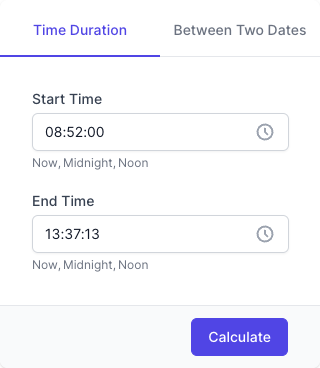 Time Duration Between Two Dates
Start Time
08:52:00
Now, Midnight, Noon
End Time
13:37:13
Now, Midnight, Noon
Calculate